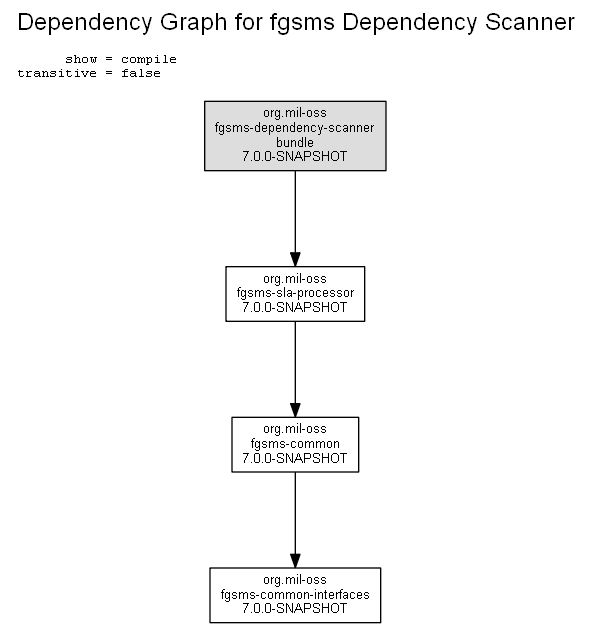 Dependency Graph for fgsms Dependency Scanner
show = compile
transitive = false
org.mil-oss
fgsms-dependency-scanner
bundle
7.0.0-SNAPSHOT
org.mil-oss
fgsms-sla-processor
7.0.0-SNAPSHOT
org.mil-oss
fgsms-common
7.0.0-SNAPSHOT
org.mil-oss
fgsms-common-interfaces
7.0.0-SNAPSHOT